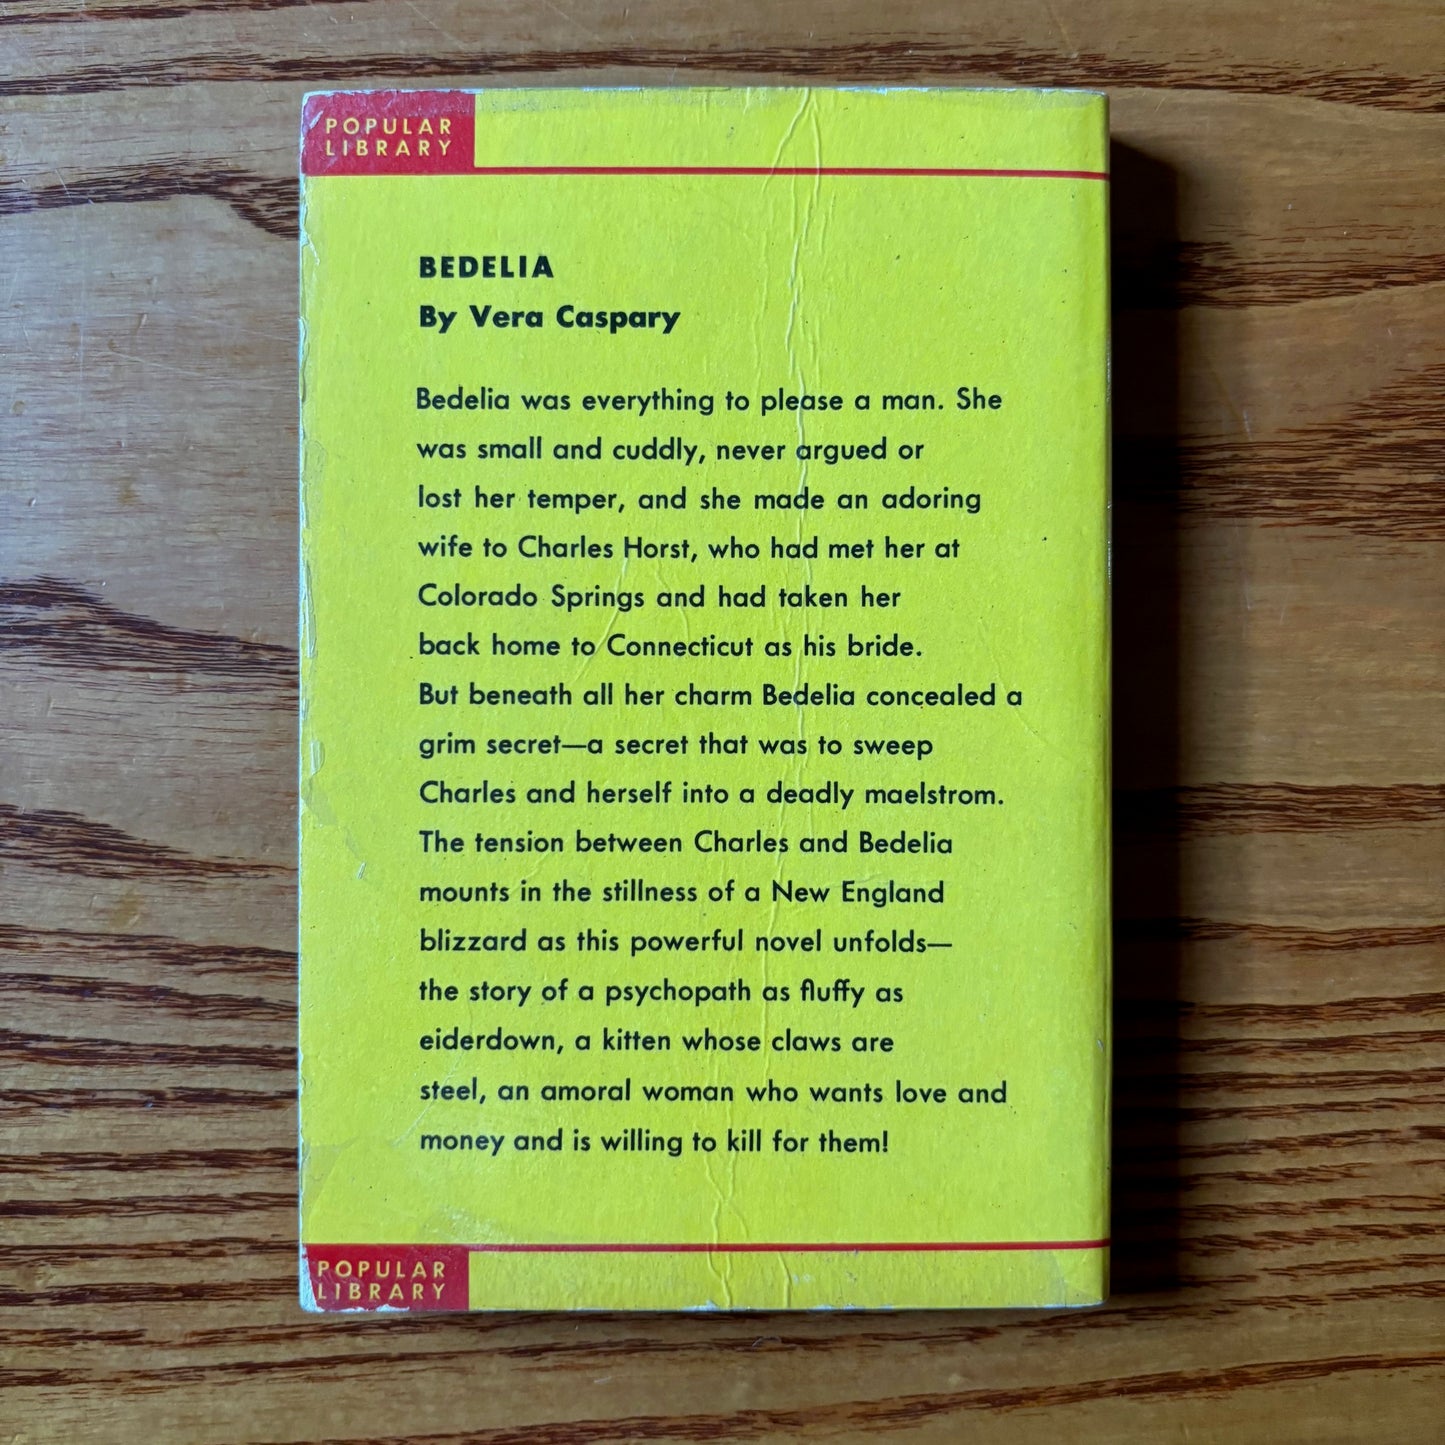 POPULAR
LIBRARY
BEDELIA
By Vera Caspary
Bedelia was everything to please a man. She
was small and cuddly, never argued or
lost her temper, and she made an adoring
wife to Charles Horst, who had met her at
Colorado Springs and had taken her
back home to Connecticut as his bride.
But beneath all her charm Bedelia concealed a
grim secret—a secret that was to sweep
Charles and herself into a deadly maelstrom.
The tension between Charles and Bedelia
mounts in the stillness of a New England
blizzard as this powerful novel unfolds—
the story of a psychopath as fluffy as
eiderdown, a kitten whose claws are
steel, an amoral woman who wants love and
money and is willing to kill for them!
POPULAR
LIBRARY